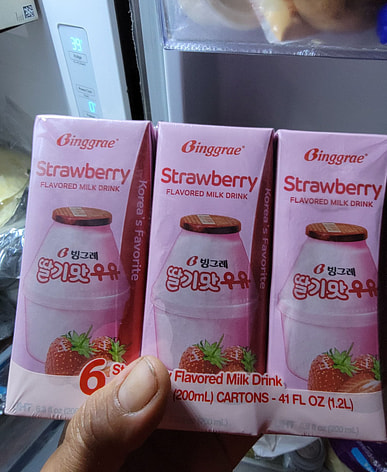 39
Binggrae®
Strawberry
FLAVORED MILK DRINK
Korea's Favorite
빙그레
딸기맛우유
Binggrae®
Strawberry
FLAVORED MILK DRINK
Korea's Favorite
빙그레
딸기맛우유
Binggrae®
Strawberry
FLAVORED MILK DRINK
빙그레
딸기맛우유
6 St
Flavored Milk Drink
(200mL) CARTONS - 41 FL OZ (1.2L)